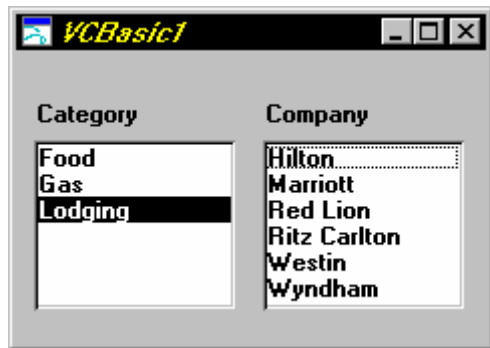 VCBasic1
Category
Food
Gas
Lodging
Company
Hilton
Marriott
Red Lion
Ritz Carlton
Westin
Wyndham